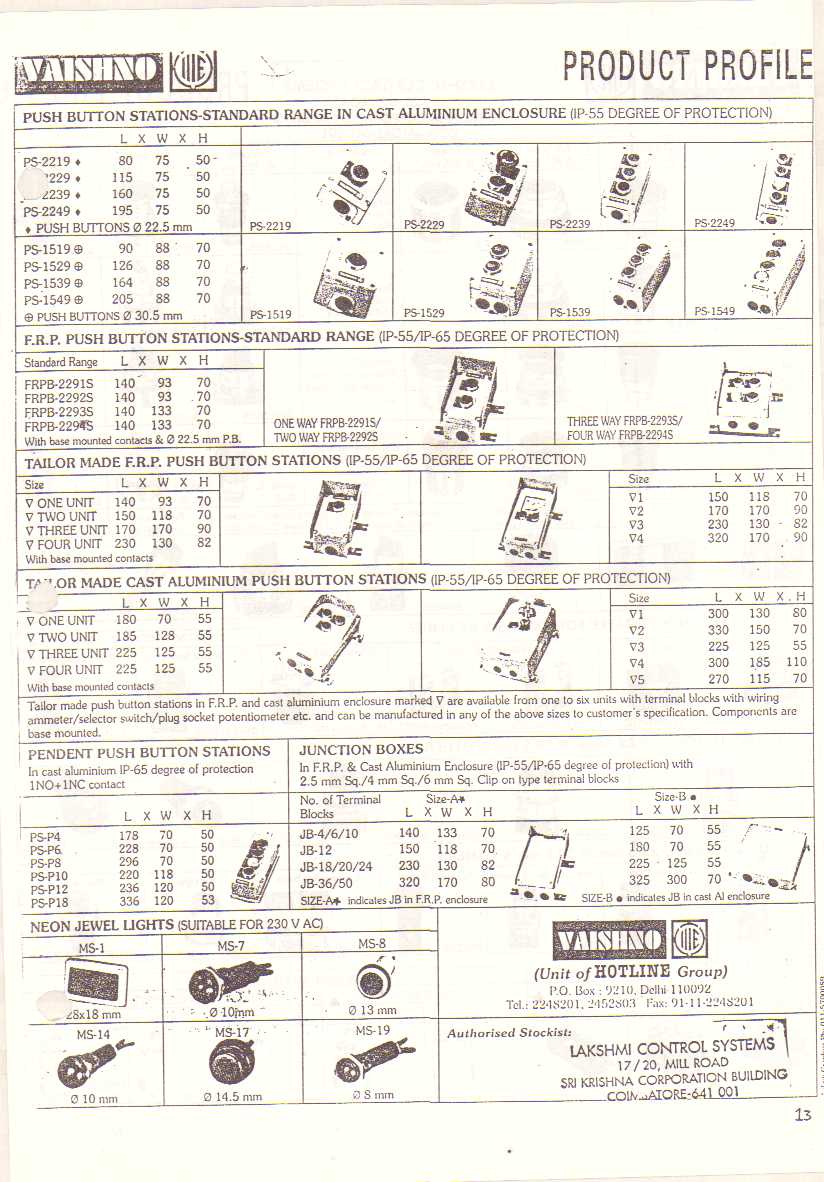 VAISHNO
PRODUCT PROFILE
PUSH BUTTON STATIONS-STANDARD RANGE IN CAST ALUMINIUM ENCLOSURE (IP-55 DEGREE OF PROTECTION)
L X W X H
PS-2219 ♦ 80 75 50
2229 ♦ 115 75 50
2239 ♦ 160 75 50
PS-2249 ♦ 195 75 50
♦ PUSH BUTTONS Ø 22.5 mm
PS-2219 PS-2229 PS-2239 PS-2249
PS-1519 ⊕ 90 88 70
PS-1529 ⊕ 126 88 70
PS-1539 ⊕ 164 88 70
PS-1549 ⊕ 205 88 70
⊕ PUSH BUTTONS Ø 30.5 mm
PS-1519 PS-1529 PS-1539 PS-1549
F.R.P. PUSH BUTTON STATIONS-STANDARD RANGE (IP-55/IP-65 DEGREE OF PROTECTION)
Standard Range L X W X H
FRPB-2291S 140 93 70
FRPB-2292S 140 93 70
FRPB-2293S 140 133 70
FRPB-2294S 140 133 70
With base mounted contacts & Ø 22.5 mm P.B.
ONE WAY FRPB-2291S/
TWO WAY FRPB-2292S
THREE WAY FRPB-2293S/
FOUR WAY FRPB-2294S
TAILOR MADE F.R.P. PUSH BUTTON STATIONS (IP-55/IP-65 DEGREE OF PROTECTION)
Size L X W X H
∇ ONE UNIT 140 93 70
∇ TWO UNIT 150 118 70
∇ THREE UNIT 170 170 90
∇ FOUR UNIT 230 130 82
With base mounted contacts
Size L X W X H
∇1 150 118 70
∇2 170 170 90
∇3 230 130 82
∇4 320 170 90
TAILOR MADE CAST ALUMINIUM PUSH BUTTON STATIONS (IP-55/IP-65 DEGREE OF PROTECTION)
L X W X H
∇ ONE UNIT 180 70 55
∇ TWO UNIT 185 128 55
∇ THREE UNIT 225 125 55
∇ FOUR UNIT 225 125 55
With base mounted contacts
Size L X W X H
∇1 300 130 80
∇2 330 150 70
∇3 225 125 55
∇4 300 185 110
∇5 270 115 70
Tailor made push button stations in F.R.P. and cast aluminium enclosure marked ∇ are available from one to six units with terminal blocks with wiring
ammeter/selector switch/plug socket potentiometer etc. and can be manufactured in any of the above sizes to customer's specification. Components are
base mounted.
PENDENT PUSH BUTTON STATIONS
In cast aluminium IP-65 degree of protection
1NO+1NC contact
L X W X H
PS-P4 178 70 50
PS-P6 228 70 50
PS-P8 296 70 50
PS-P10 220 118 50
PS-P12 236 120 50
PS-P18 336 120 53
JUNCTION BOXES
In F.R.P. & Cast Aluminium Enclosure (IP-55/IP-65 degree of protection) with
2.5 mm Sq./4 mm Sq./6 mm Sq. Clip on type terminal blocks
No. of Terminal Size-A♣ Size-B ●
Blocks L X W X H L X W X H
JB-4/6/10 140 133 70 125 70 55
JB-12 150 118 70 180 70 55
JB-18/20/24 230 130 82 225 125 55
JB-36/50 320 170 80 325 300 70
SIZE-A♣ indicates JB in F.R.P. enclosure SIZE-B ● indicates JB in cast Al enclosure
NEON JEWEL LIGHTS (SUITABLE FOR 230 V AC)
MS-1 MS-7 MS-8
28x18 mm Ø 10mm Ø 13 mm
MS-14 MS-17 MS-19
Ø 10 mm Ø 14.5 mm Ø 8 mm
VAISHNO
(Unit of HOTLINE Group)
P.O. Box : 9210, Delhi 110092
Tel.: 2248201, 2452803 Fax: 91-11-2248201
Authorised Stockist:
LAKSHMI CONTROL SYSTEMS
17/20, MILL ROAD
SRI KRISHNA CORPORATION BUILDING
COIMBATORE-641 001
13